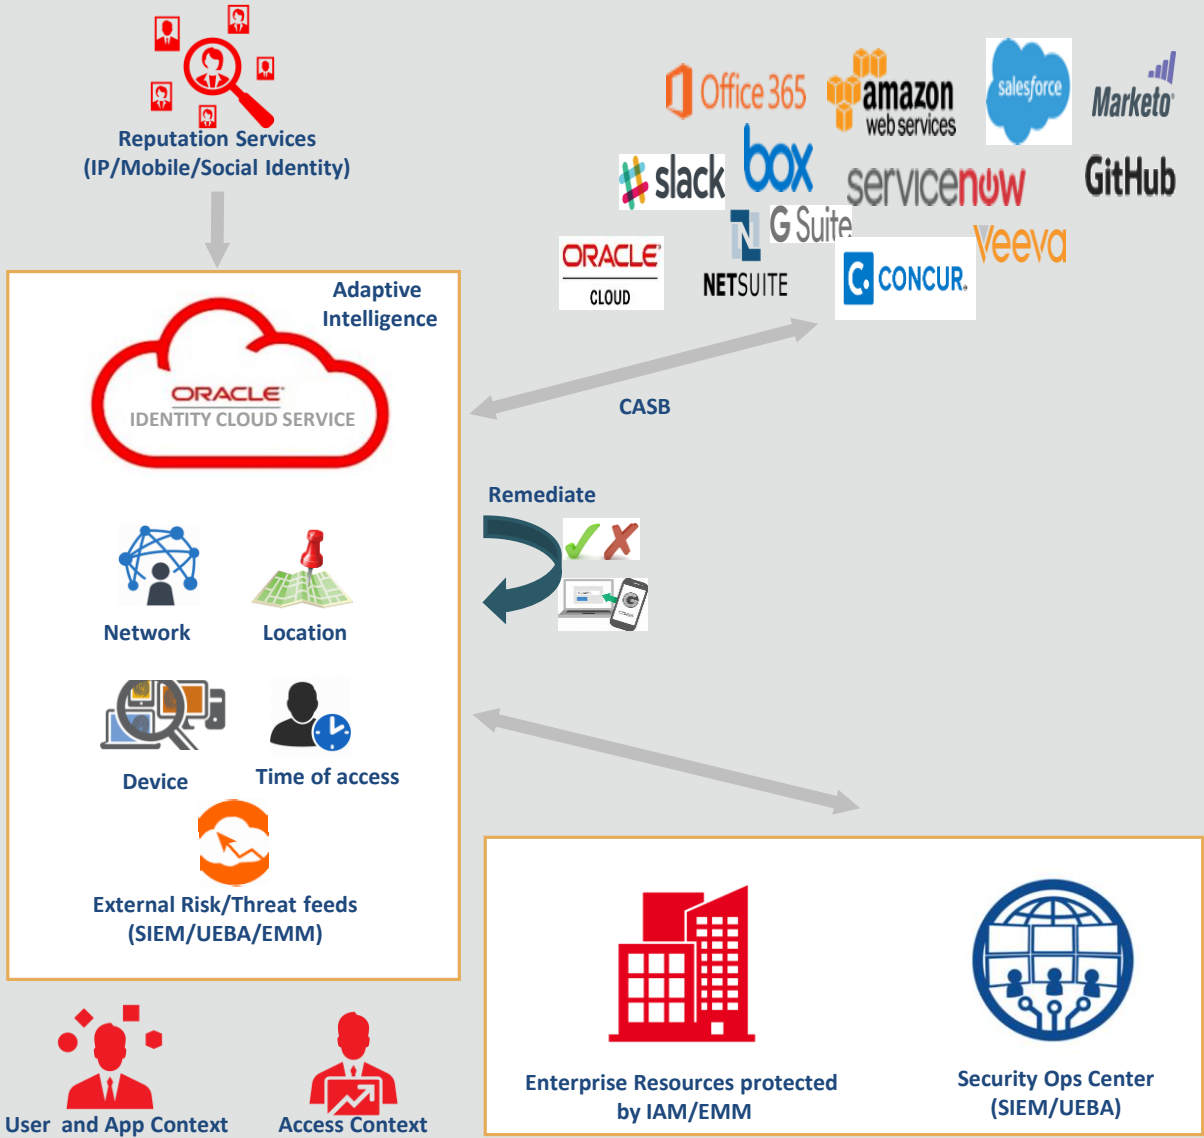 Reputation Services
(IP/Mobile/Social Identity)
Office 365
amazon
web services
salesforce
Marketo
slack
box
servicenow
GitHub
N
G Suite
NETSUITE
ORACLE
CLOUD
C. CONCUR.
Veeva
Adaptive
Intelligence
ORACLE
IDENTITY CLOUD SERVICE
CASB
Remediate
Network
Location
Device
Time of access
External Risk/Threat feeds
(SIEM/UEBA/EMM)
User and App Context
Access Context
Enterprise Resources protected
by IAM/EMM
Security Ops Center
(SIEM/UEBA)